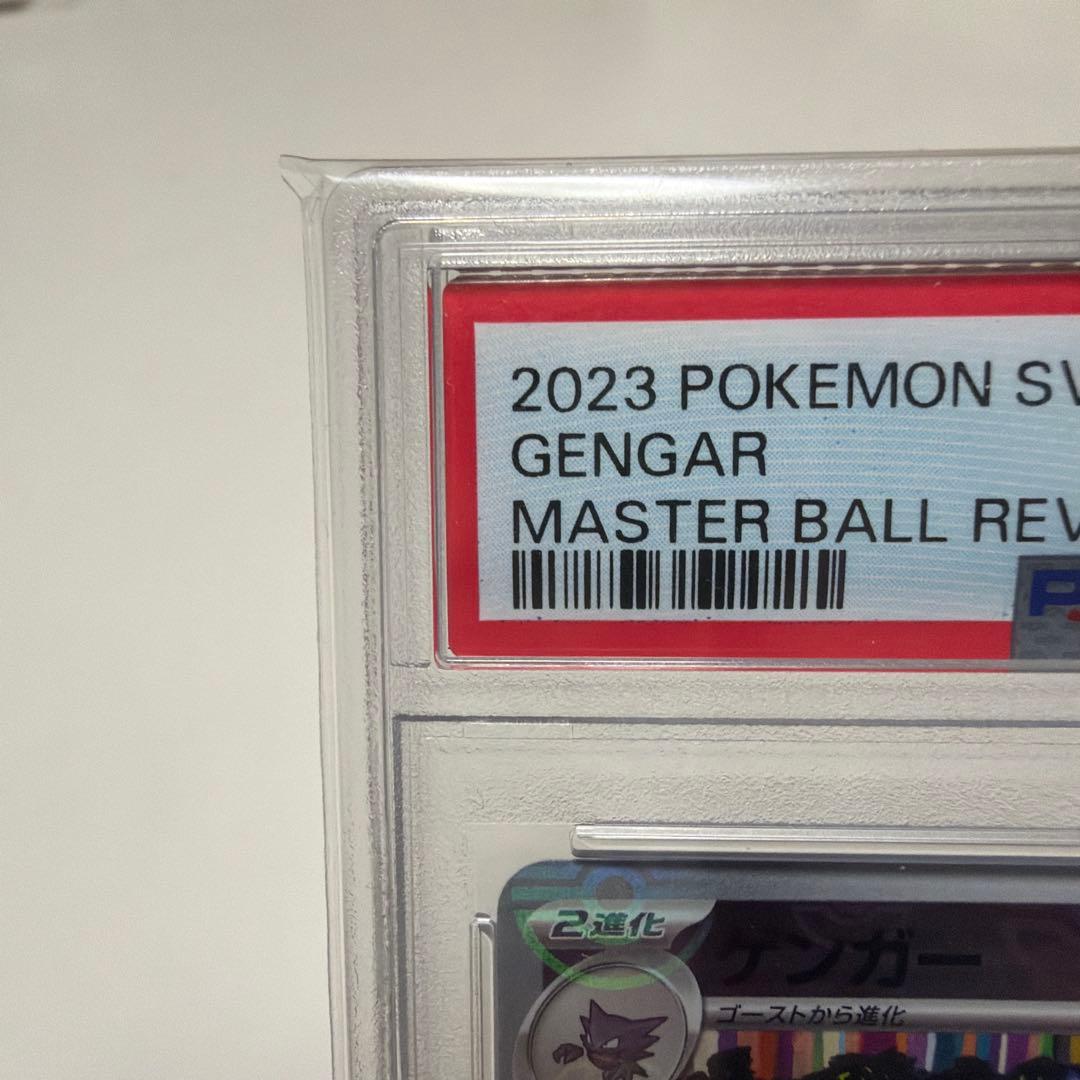 2023 POKEMON SV
GENGAR
MASTER BALL REV
2進化
ゲンガー
ゴーストから進化